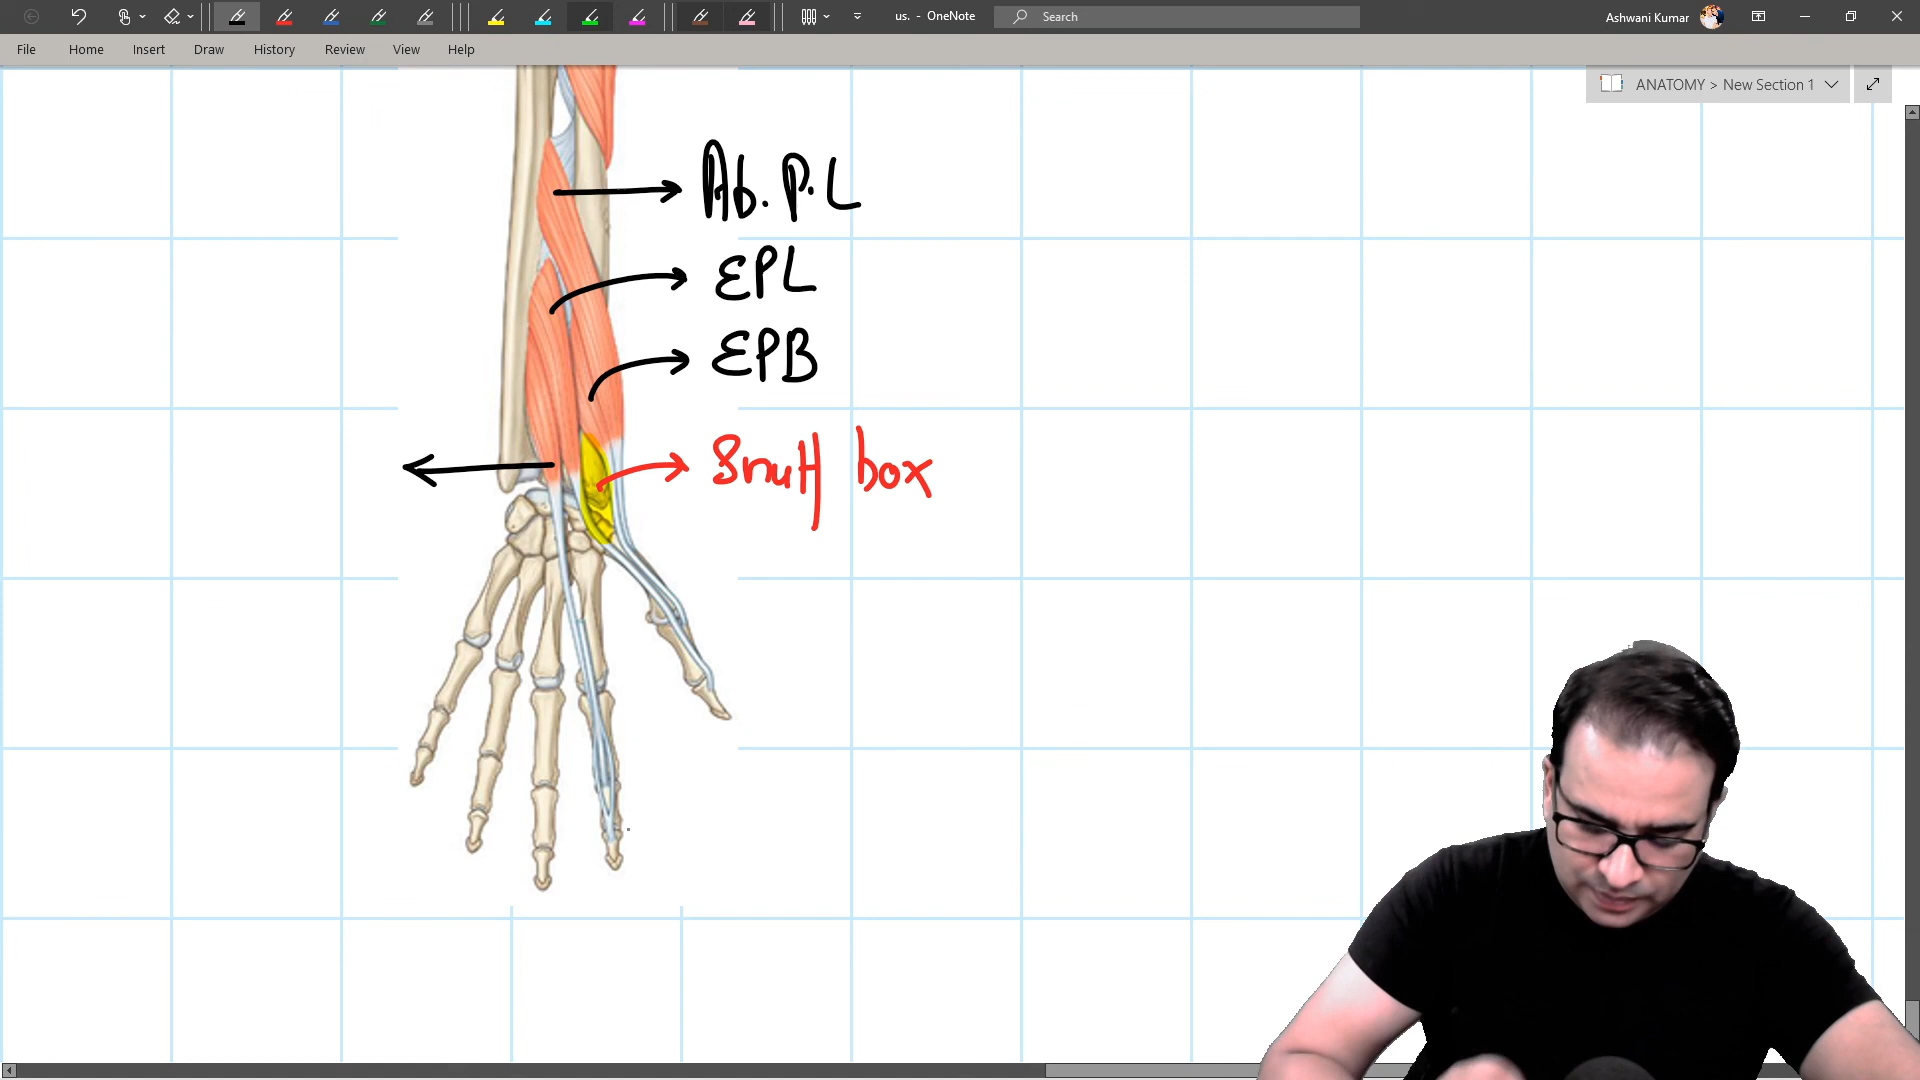 us. - OneNote
Search
Ashwani Kumar
File Home Insert Draw History Review View Help
ANATOMY > New Section 1
Ab. P. L
EPL
EPB
Snuff box